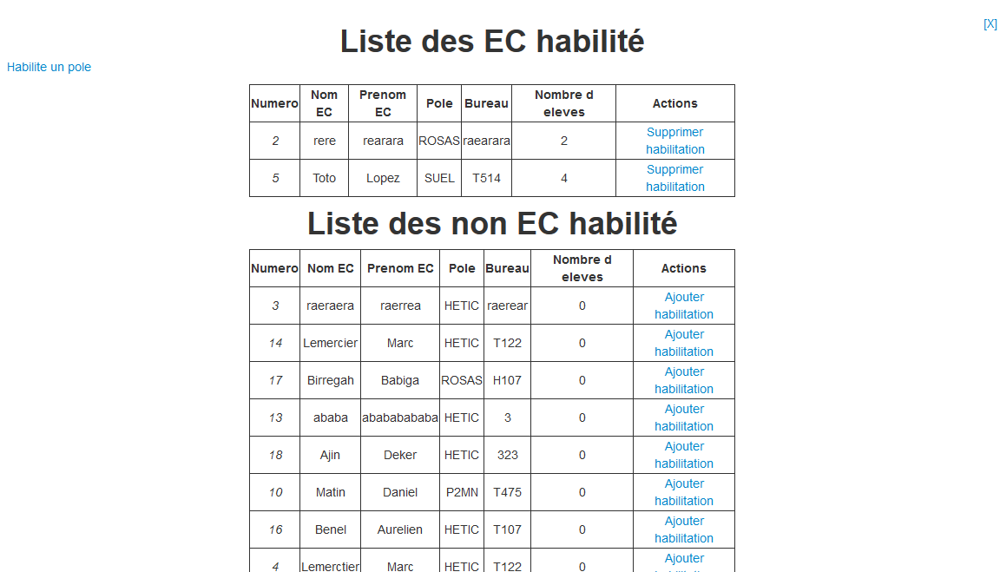 [X]
Liste des EC habilité
Habilite un pole
Numero Nom EC Prenom EC Pole Bureau Nombre d eleves Actions
2 rere rearara ROSAS raearara 2 Supprimer habilitation
5 Toto Lopez SUEL T514 4 Supprimer habilitation
Liste des non EC habilité
Numero Nom EC Prenom EC Pole Bureau Nombre d eleves Actions
3 raeraera raerrea HETIC raerear 0 Ajouter habilitation
14 Lemercier Marc HETIC T122 0 Ajouter habilitation
17 Birregah Babiga ROSAS H107 0 Ajouter habilitation
13 ababa ababababababa HETIC 3 0 Ajouter habilitation
18 Ajin Deker HETIC 323 0 Ajouter habilitation
10 Matin Daniel P2MN T475 0 Ajouter habilitation
16 Benel Aurelien HETIC T107 0 Ajouter habilitation
4 Lemerctier Marc HETIC T122 0 Ajouter